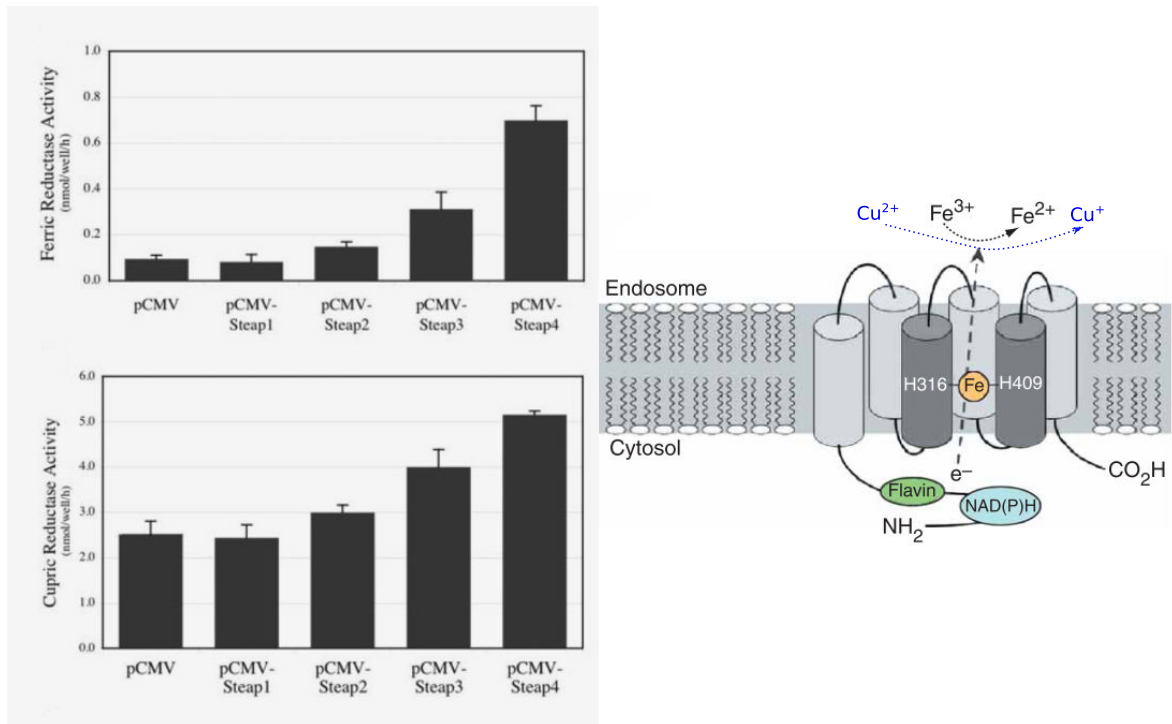 Ferric Reductase Activity
(nmol/well/h)
1.0
0.8
0.6
0.4
0.2
0.0
pCMV
pCMV-
Steap1
pCMV-
Steap2
pCMV-
Steap3
pCMV-
Steap4
Cupric Reductase Activity
(nmol/well/h)
6.0
5.0
4.0
3.0
2.0
1.0
0.0
pCMV
pCMV-
Steap1
pCMV-
Steap2
pCMV-
Steap3
pCMV-
Steap4
Cu2+ Fe3+ Fe2+ Cu+
Endosome
H316 Fe H409
Cytosol
e–
CO2H
Flavin
NAD(P)H
NH2